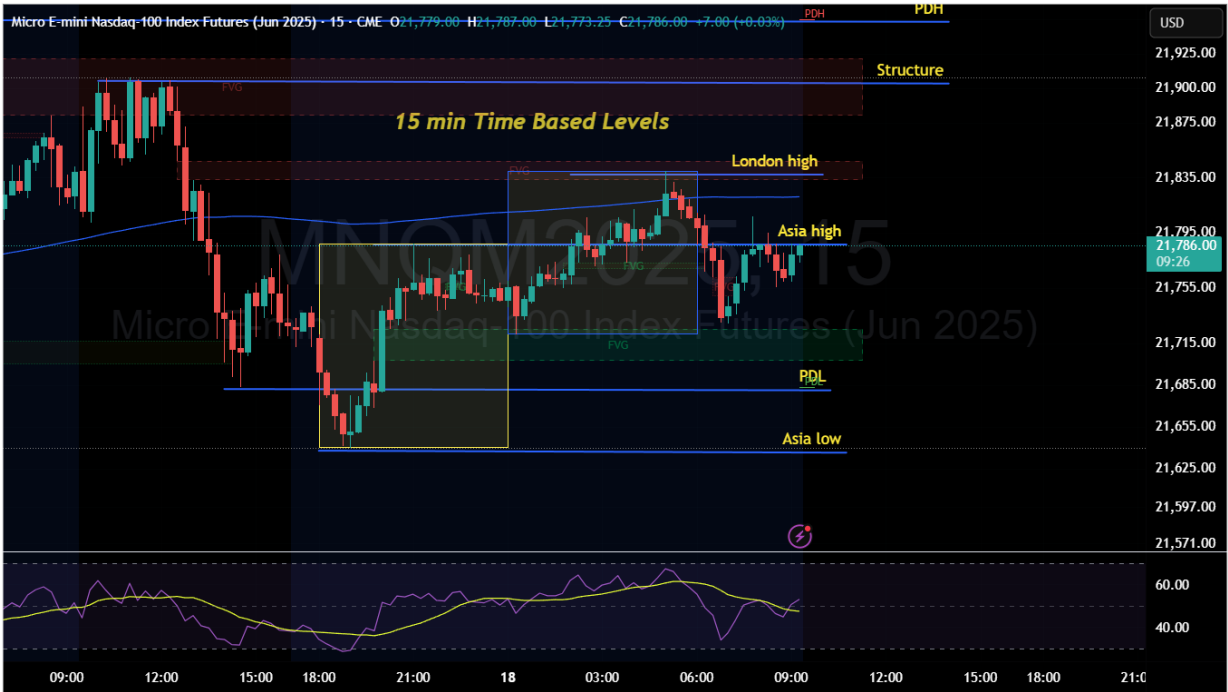 Micro E-mini Nasdaq-100 Index Futures (Jun 2025) · 15 · CME O21,779.00 H21,787.00 L21,773.25 C21,786.00 +7.00 (+0.03%)
PDH
PDH
USD
21,925.00
Structure
21,900.00
FVG
15 min Time Based Levels
21,875.00
London high
FVG
21,835.00
MNQM2025, 15
Asia high
21,795.00
21,786.00
09:26
FVG
FVG
FVG
21,755.00
Micro E-mini Nasdaq-100 Index Futures (Jun 2025)
FVG
21,715.00
PDL
PDL
21,685.00
21,655.00
Asia low
21,625.00
21,597.00
21,571.00
60.00
40.00
09:00 12:00 15:00 18:00 21:00 18 03:00 06:00 09:00 12:00 15:00 18:00 21:0